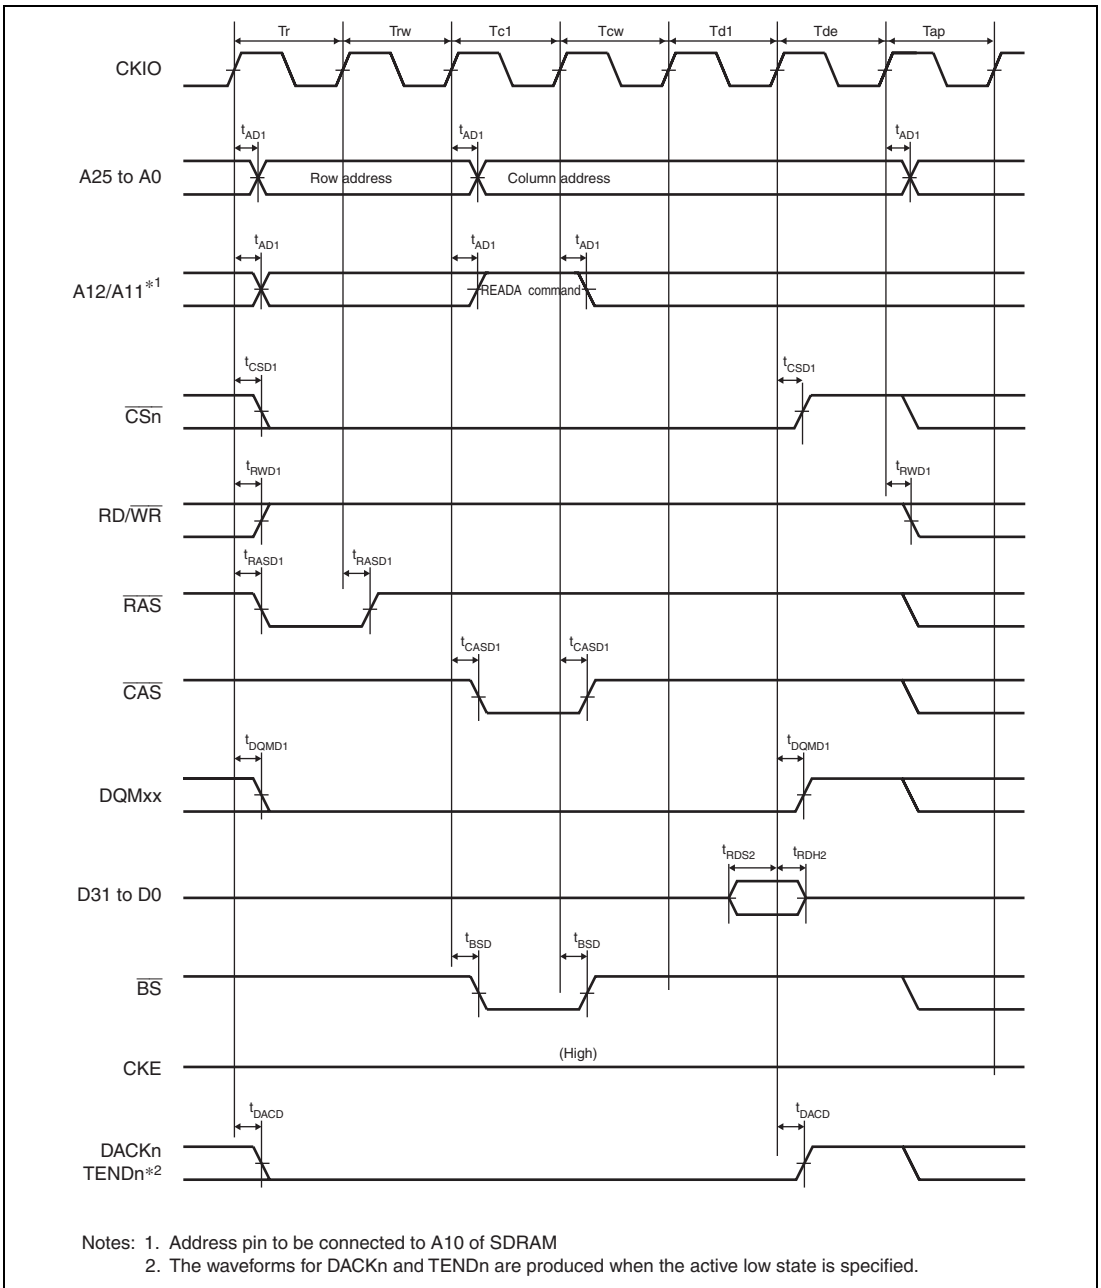 Tr Trw Tc1 Tcw Td1 Tde Tap
CKIO
tAD1 tAD1 tAD1
A25 to A0 Row address Column address
tAD1 tAD1 tAD1
A12/A11*1 READA command
tCSD1 tCSD1
CSn
tRWD1 tRWD1
RD/WR
tRASD1 tRASD1
RAS
tCASD1 tCASD1
CAS
tDQMD1 tDQMD1
DQMxx
tRDS2 tRDH2
D31 to D0
tBSD tBSD
BS
(High)
CKE
tDACD tDACD
DACKn
TENDn*2
Notes: 1. Address pin to be connected to A10 of SDRAM
2. The waveforms for DACKn and TENDn are produced when the active low state is specified.